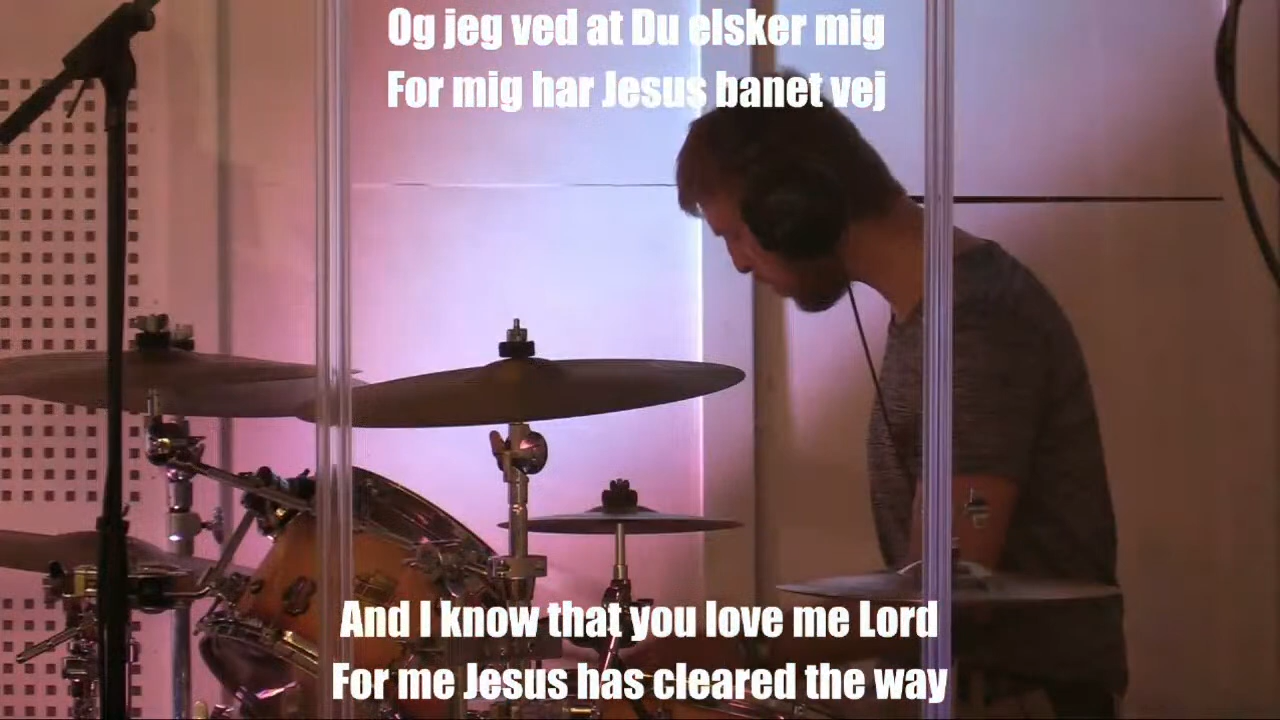 Og jeg ved at Du elsker mig
For mig har Jesus banet vej
And I know that you love me Lord
For me Jesus has cleared the way